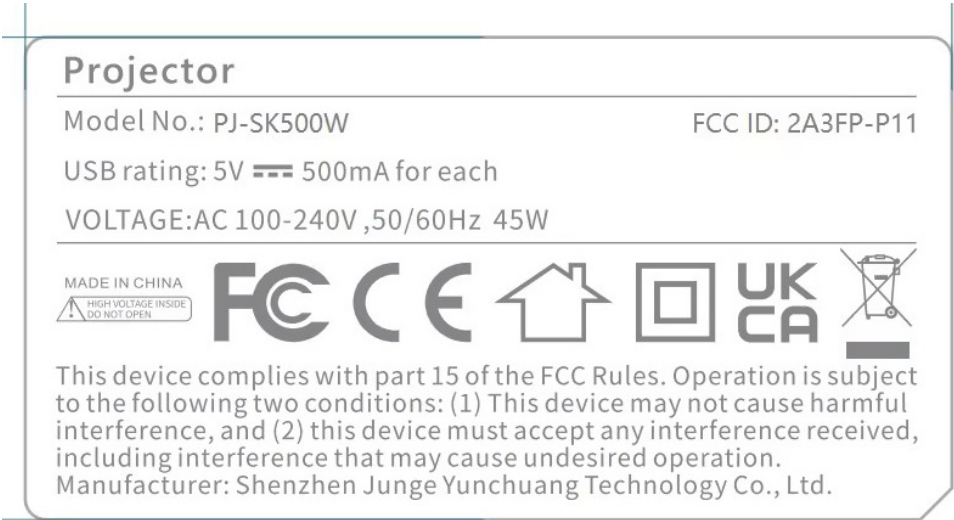 Projector
Model No.: PJ-SK500W
FCC ID: 2A3FP-P11
USB rating: 5V ⎓ 500mA for each
VOLTAGE:AC 100-240V ,50/60Hz 45W
MADE IN CHINA
HIGH VOLTAGE INSIDE
DO NOT OPEN
FC CE UK
CA
This device complies with part 15 of the FCC Rules. Operation is subject
to the following two conditions: (1) This device may not cause harmful
interference, and (2) this device must accept any interference received,
including interference that may cause undesired operation.
Manufacturer: Shenzhen Junge Yunchuang Technology Co., Ltd.